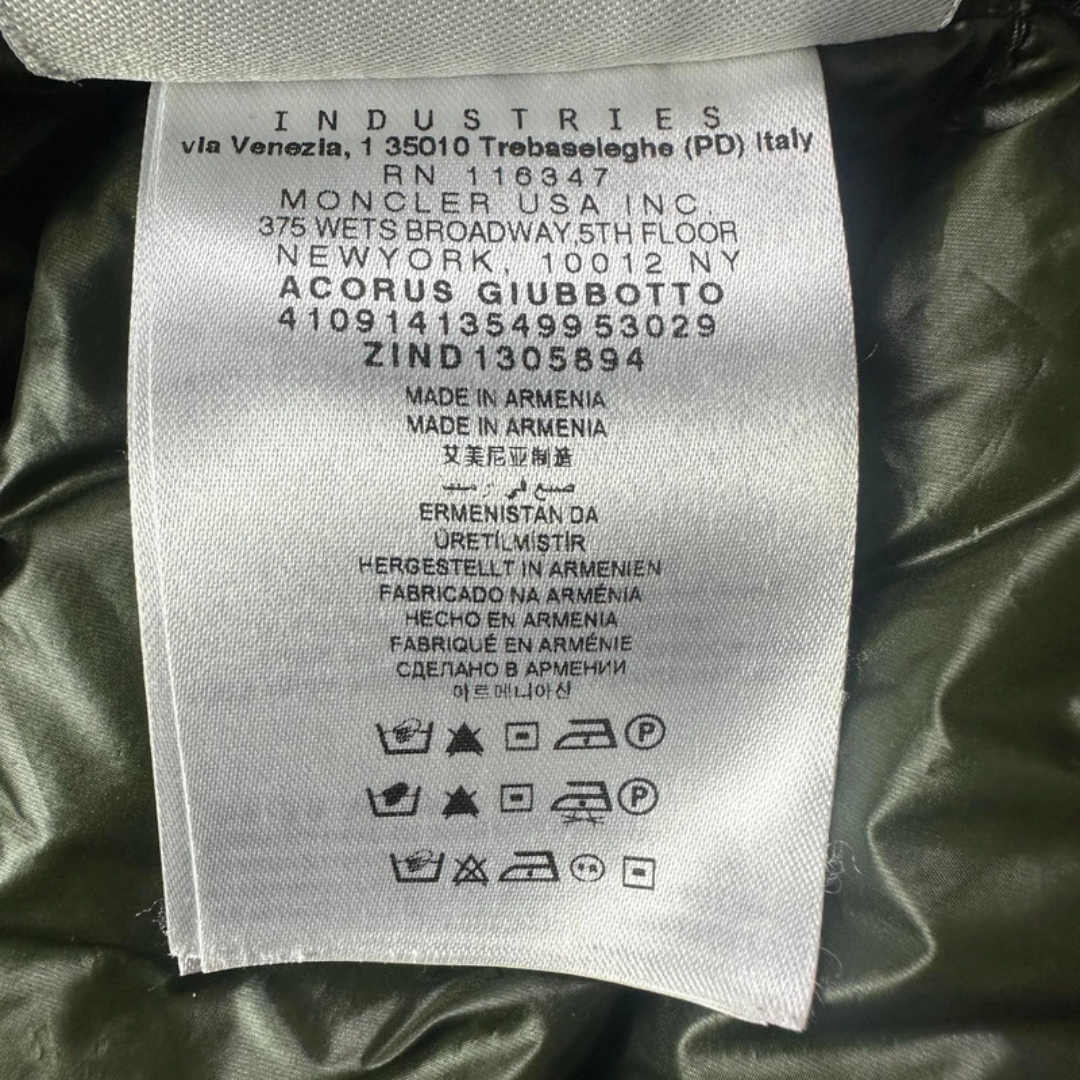 INDUSTRIES
via Venezia, 1 35010 Trebaseleghe (PD) Italy
RN 116347
MONCLER USA INC
375 WETS BROADWAY,5TH FLOOR
NEWYORK, 10012 NY
ACORUS GIUBBOTTO
410914135499 53029
ZIND1305894
MADE IN ARMENIA
MADE IN ARMENIA
艾美尼亚制造
صنع في
ERMENISTAN DA
ÜRETİLMİSTİR
HERGESTELLT IN ARMENIEN
FABRICADO NA ARMÉNIA
HECHO EN ARMENIA
FABRIQUÉ EN ARMÉNIE
СДЕЛАНО В АРМЕНИИ
아르메니아산
P
P